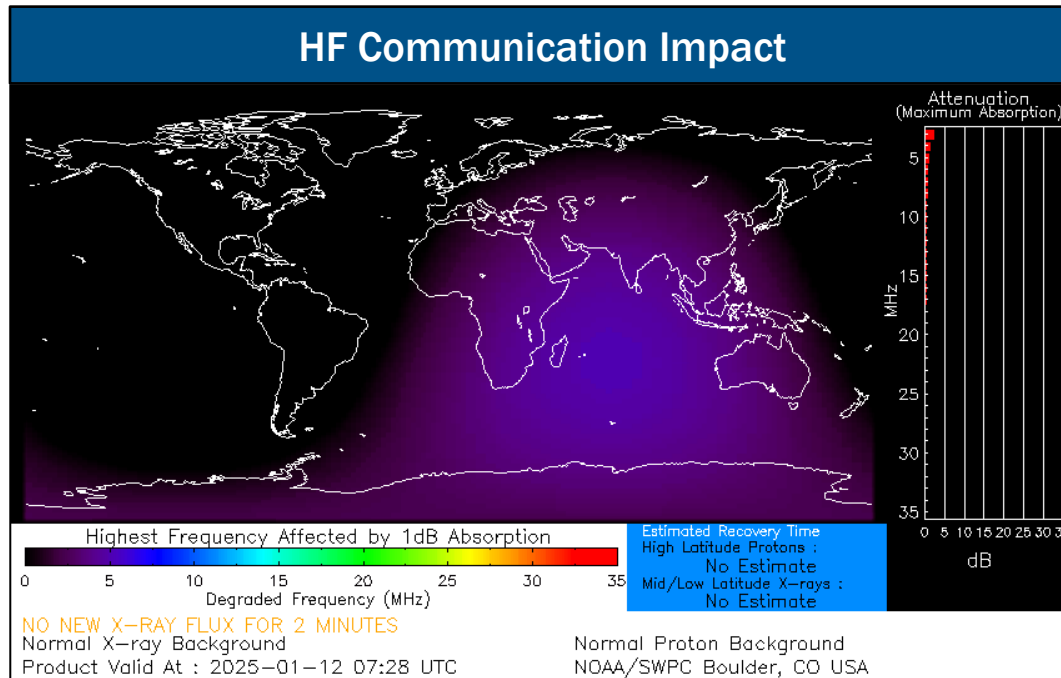 HF Communication Impact
Attenuation
(Maximum Absorption)
5
10
15
20
25
30
35
MHz
0 5 10 15 20 25 30 3
dB
Highest Frequency Affected by 1dB Absorption
0 5 10 15 20 25 30 35
Degraded Frequency (MHz)
Estimated Recovery Time
High Latitude Protons :
No Estimate
Mid/Low Latitude X-rays :
No Estimate
NO NEW X-RAY FLUX FOR 2 MINUTES
Normal X-ray Background
Normal Proton Background
Product Valid At : 2025-01-12 07:28 UTC
NOAA/SWPC Boulder, CO USA